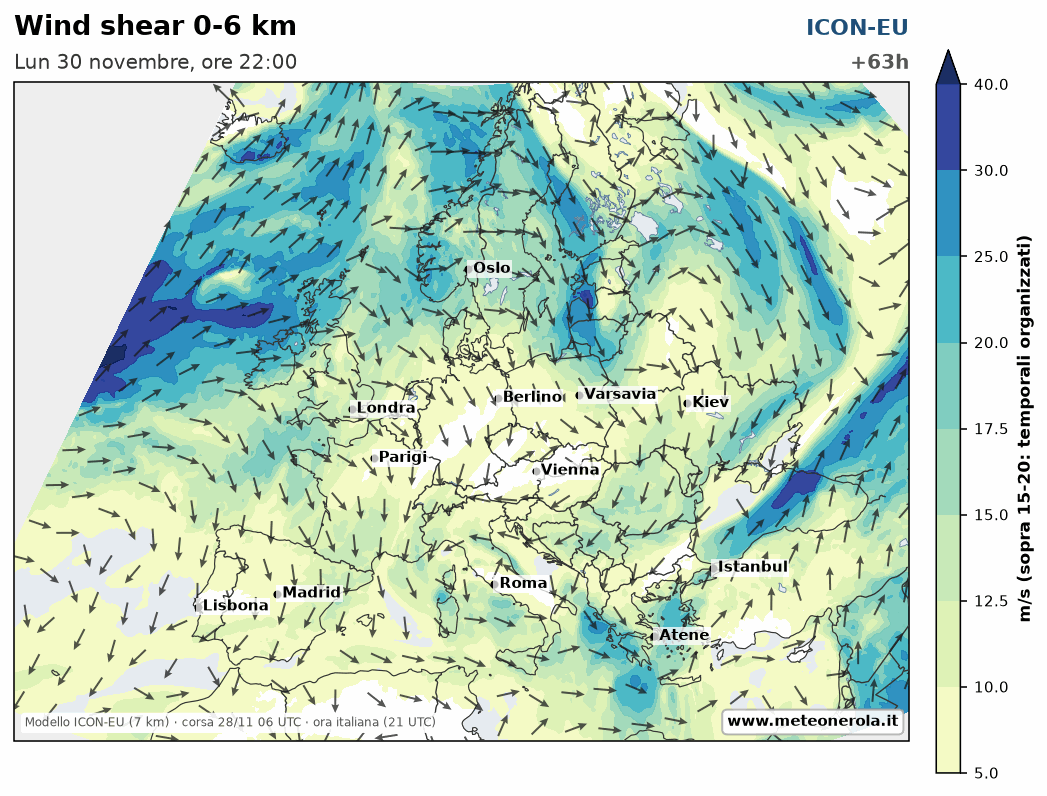 Wind shear 0-6 km
ICON-EU
Lun 30 novembre, ore 22:00
+63h
40.0
30.0
25.0
20.0
17.5
15.0
12.5
10.0
5.0
m/s (sopra 15-20: temporali organizzati)
Oslo
Berlino
Varsavia
Kiev
Londra
Parigi
Vienna
Istanbul
Roma
Madrid
Lisbona
Atene
Modello ICON-EU (7 km) · corsa 28/11 06 UTC · ora italiana (21 UTC)
www.meteonerola.it